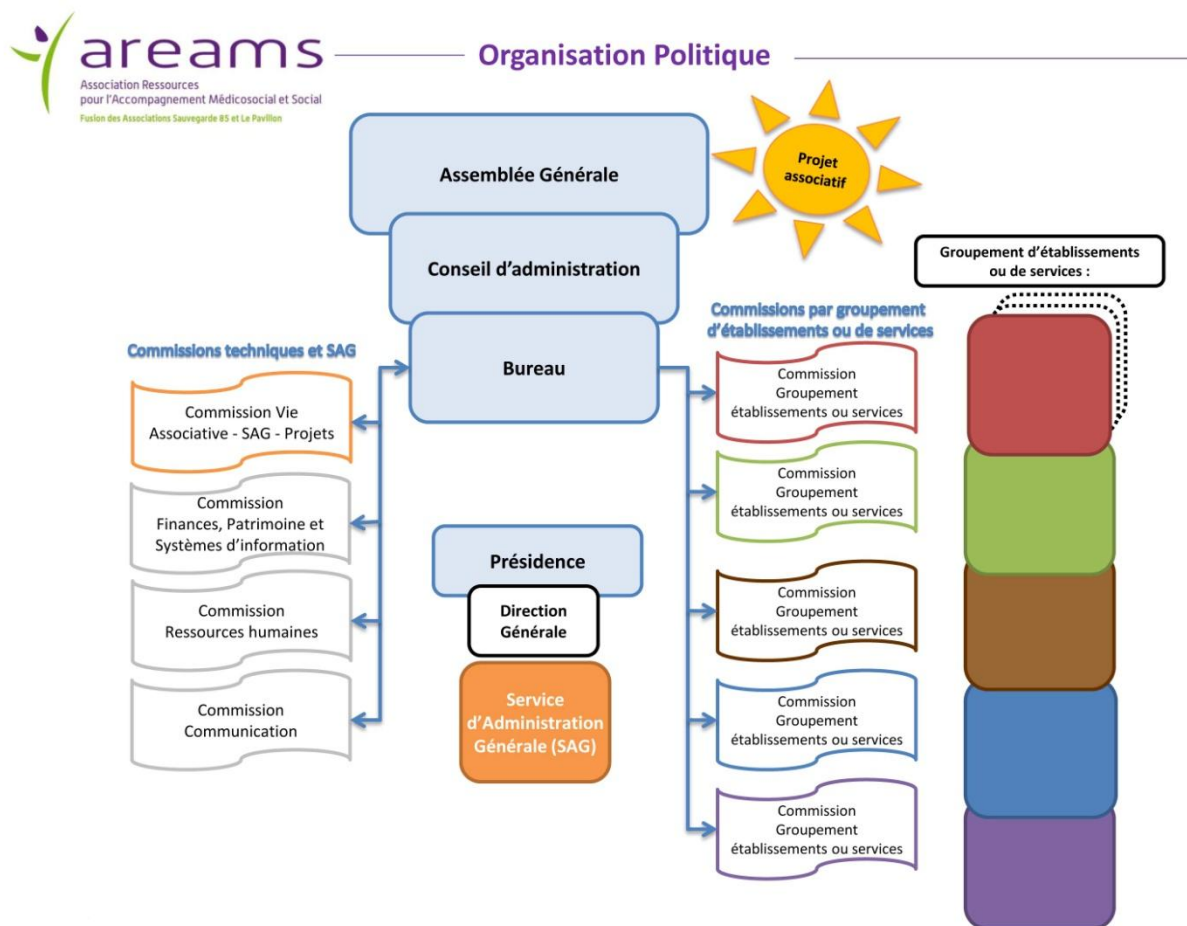 areams
Association Ressources
pour l'Accompagnement Médicosocial et Social
Fusion des Associations Sauvegarde 85 et Le Pavillon
Organisation Politique
Assemblée Générale
Projet
associatif
Conseil d'administration
Groupement d'établissements
ou de services :
Bureau
Commissions techniques et SAG
Commission Vie
Associative - SAG - Projets
Commission
Finances, Patrimoine et
Systèmes d'information
Commission
Ressources humaines
Commission
Communication
Présidence
Direction
Générale
Service
d'Administration
Générale (SAG)
Commissions par groupement
d'établissements ou de services
Commission
Groupement
établissements ou services
Commission
Groupement
établissements ou services
Commission
Groupement
établissements ou services
Commission
Groupement
établissements ou services
Commission
Groupement
établissements ou services